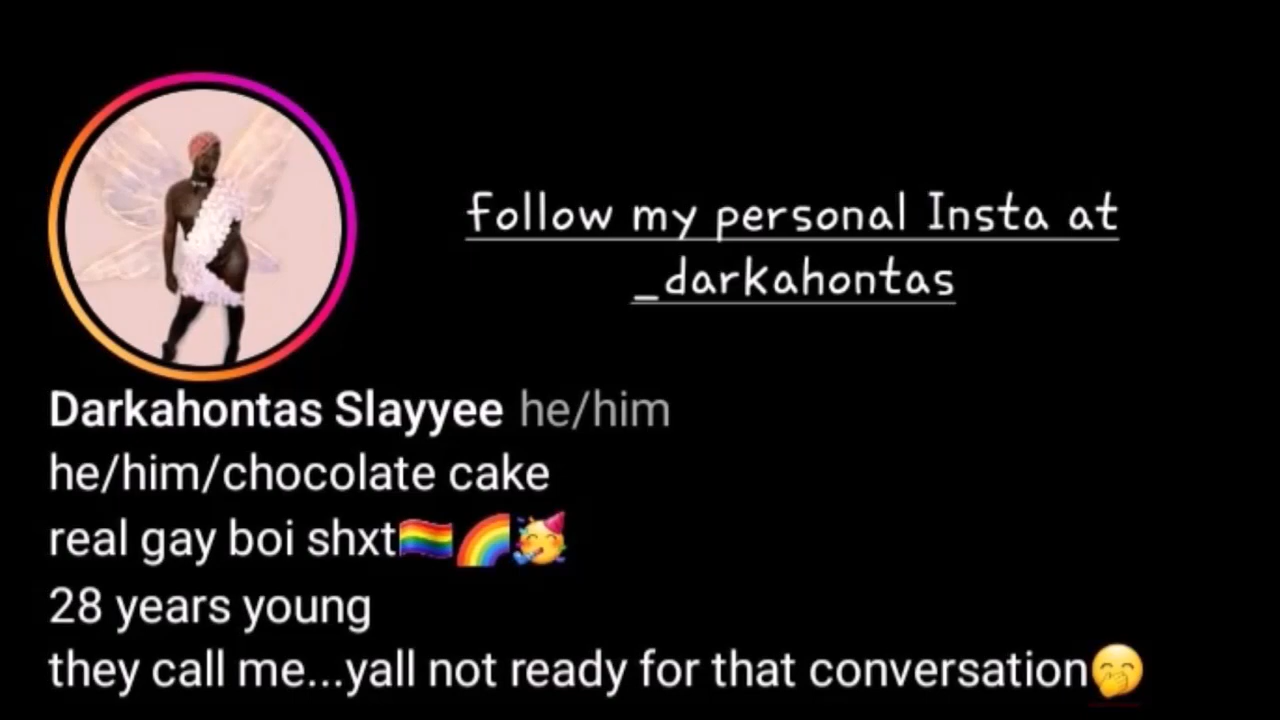 follow my personal Insta at
_darkahontas
Darkahontas Slayyee he/him
he/him/chocolate cake
real gay boi shxt🏳️‍🌈🌈🥳
28 years young
they call me...yall not ready for that conversation🤭